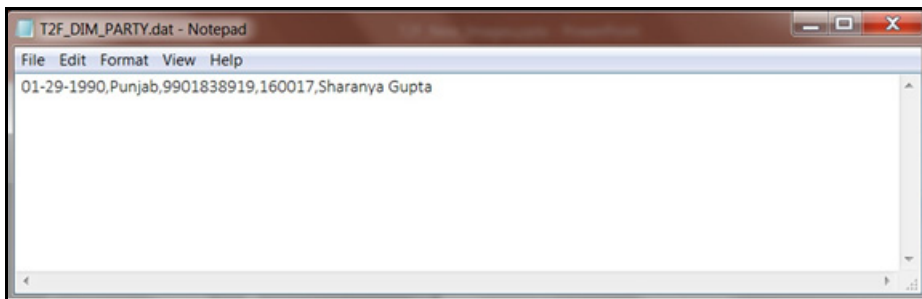 T2F_DIM_PARTY.dat - Notepad
File Edit Format View Help
01-29-1990,Punjab,9901838919,160017,Sharanya Gupta